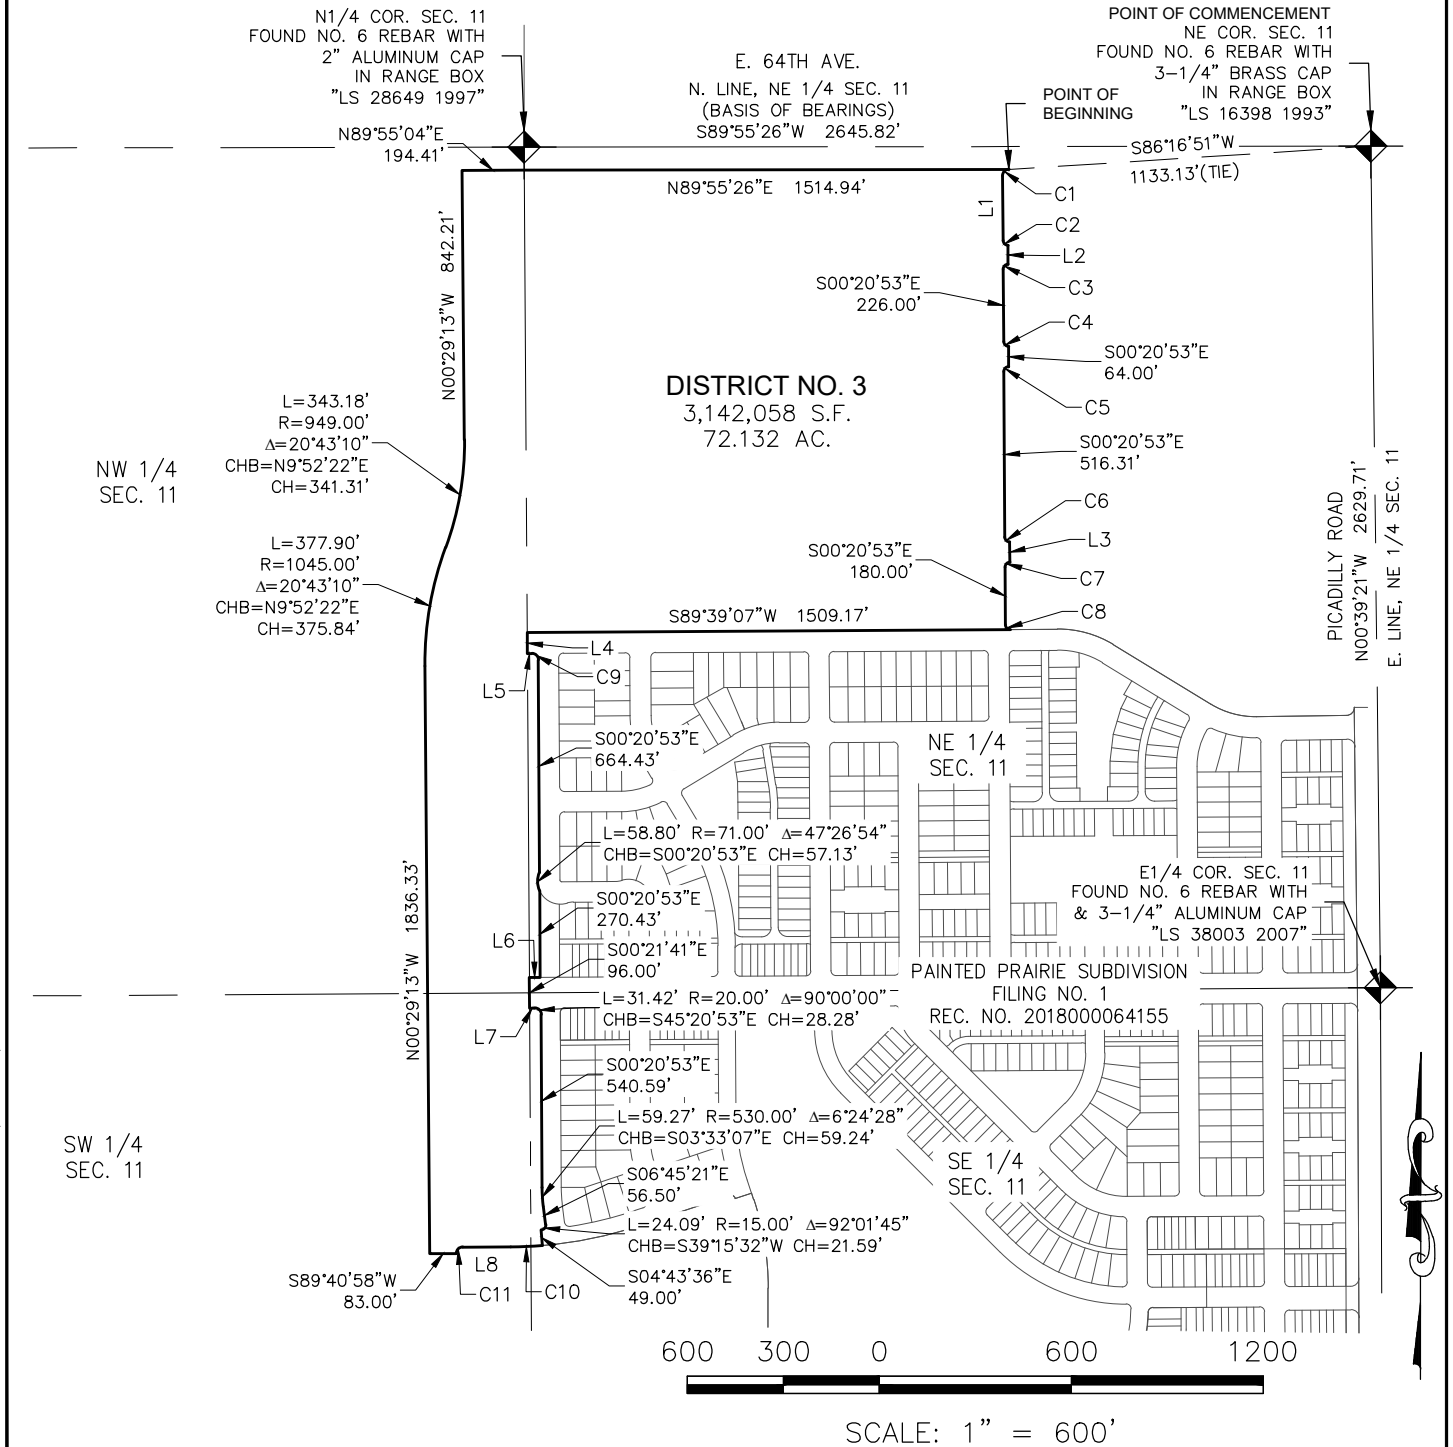 N1/4 COR. SEC. 11
FOUND NO. 6 REBAR WITH
2" ALUMINUM CAP
IN RANGE BOX
"LS 28649 1997"
E. 64TH AVE.
N. LINE, NE 1/4 SEC. 11
(BASIS OF BEARINGS)
S89°55'26"W 2645.82'
POINT OF COMMENCEMENT
NE COR. SEC. 11
FOUND NO. 6 REBAR WITH
3-1/4" BRASS CAP
IN RANGE BOX
"LS 16398 1993"
POINT OF
BEGINNING
N89°55'04"E
194.41'
S86°16'51"W
1133.13'(TIE)
N89°55'26"E 1514.94'
L1
C1
C2
L2
C3
N00°29'13"W 842.21'
S00°20'53"E
226.00'
C4
S00°20'53"E
64.00'
DISTRICT NO. 3
3,142,058 S.F.
72.132 AC.
C5
L=343.18'
R=949.00'
Δ=20°43'10"
CHB=N9°52'22"E
CH=341.31'
S00°20'53"E
516.31'
NW 1/4
SEC. 11
C6
L3
L=377.90'
R=1045.00'
Δ=20°43'10"
CHB=N9°52'22"E
CH=375.84'
S00°20'53"E
180.00'
C7
C8
PICADILLY ROAD
N00°39'21"W 2629.71'
E. LINE, NE 1/4 SEC. 11
S89°39'07"W 1509.17'
L4
C9
L5
S00°20'53"E
664.43'
NE 1/4
SEC. 11
L=58.80' R=71.00' Δ=47°26'54"
CHB=S00°20'53"E CH=57.13'
E1/4 COR. SEC. 11
FOUND NO. 6 REBAR WITH
& 3-1/4" ALUMINUM CAP
"LS 38003 2007"
S00°20'53"E
270.43'
N00°29'13"W 1836.33'
L6
S00°21'41"E
96.00'
PAINTED PRAIRIE SUBDIVISION
FILING NO. 1
REC. NO. 2018000064155
L=31.42' R=20.00' Δ=90°00'00"
CHB=S45°20'53"E CH=28.28'
L7
S00°20'53"E
540.59'
L=59.27' R=530.00' Δ=6°24'28"
CHB=S03°33'07"E CH=59.24'
SW 1/4
SEC. 11
SE 1/4
SEC. 11
S06°45'21"E
56.50'
L=24.09' R=15.00' Δ=92°01'45"
CHB=S39°15'32"W CH=21.59'
S89°40'58"W
83.00'
L8
C11
C10
S04°43'36"E
49.00'
600 300 0 600 1200
SCALE: 1" = 600'